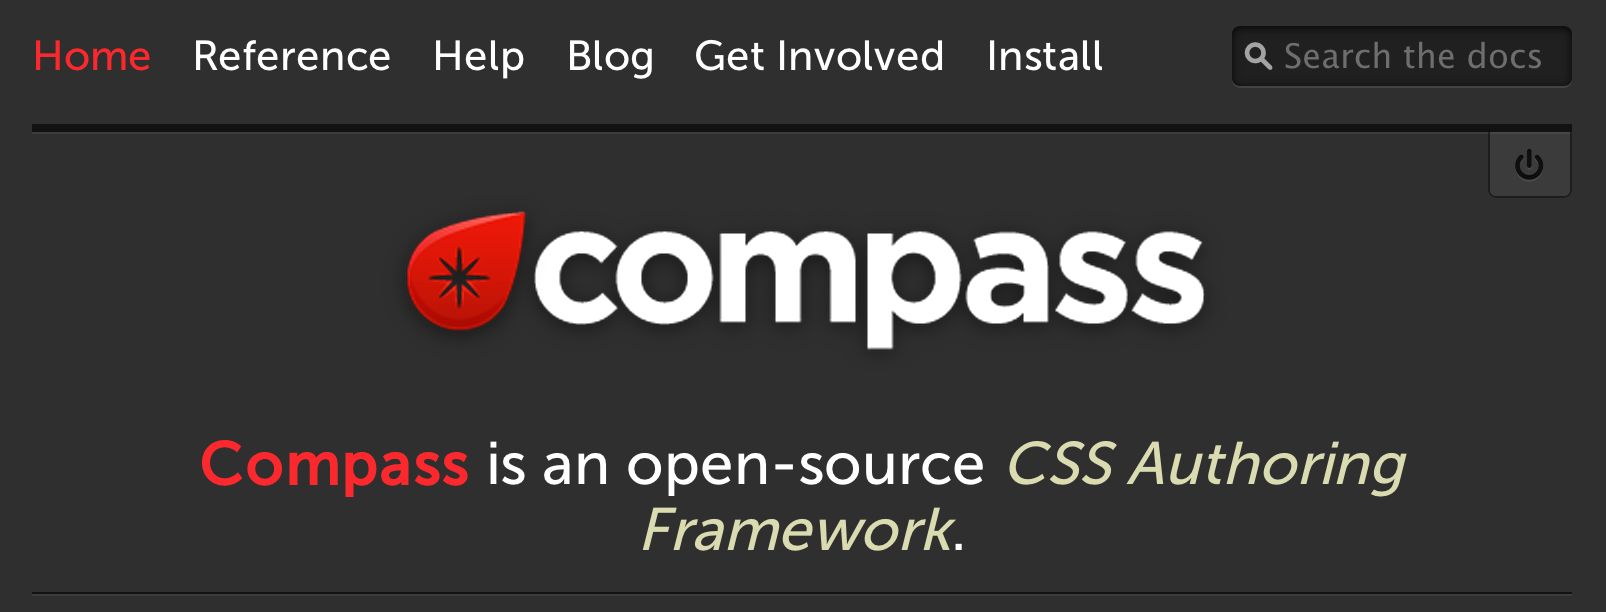 Home Reference Help Blog Get Involved Install Search the docs
compass
Compass is an open-source CSS Authoring
Framework.